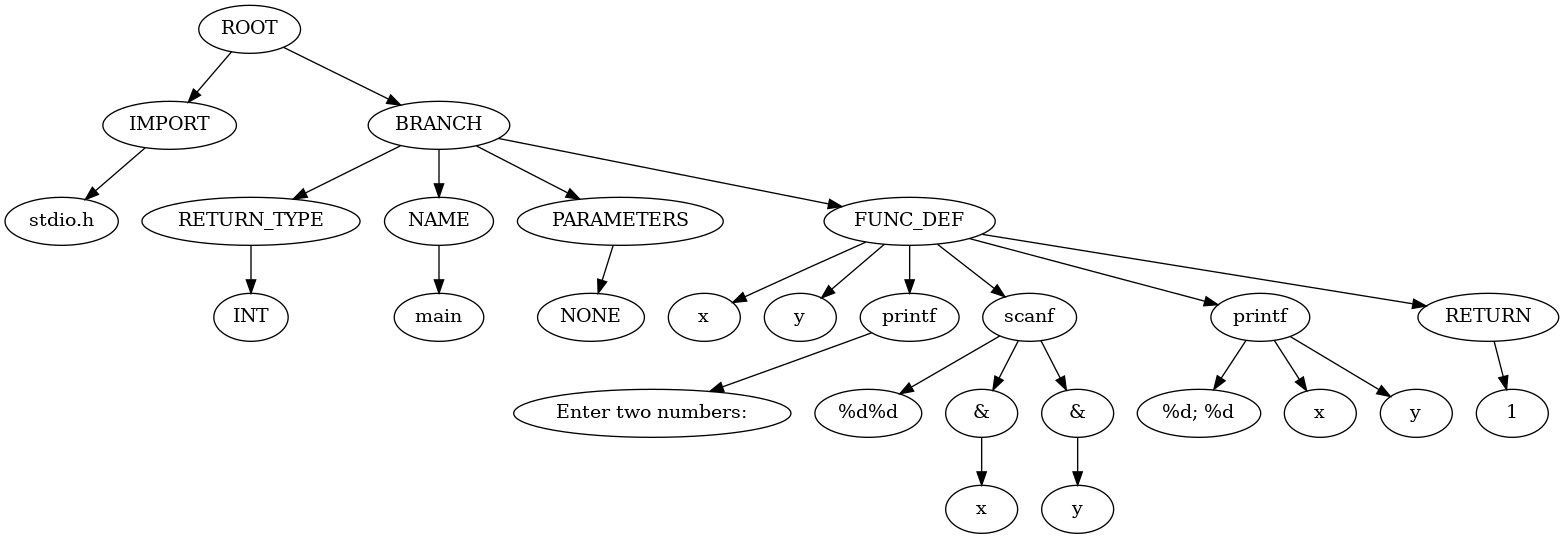 ROOT
IMPORT
BRANCH
stdio.h
RETURN_TYPE
NAME
PARAMETERS
FUNC_DEF
INT
main
NONE
x
y
printf
scanf
printf
RETURN
Enter two numbers:
%d%d
&
&
%d; %d
x
y
1
x
y